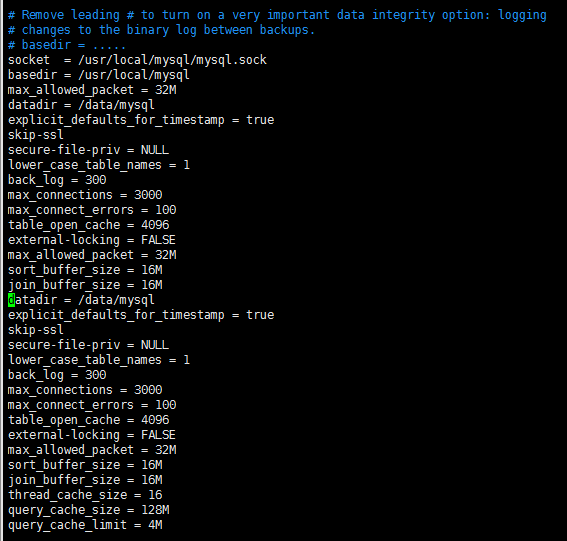 # Remove leading # to turn on a very important data integrity option: logging
# changes to the binary log between backups.
# basedir = .....
socket  = /usr/local/mysql/mysql.sock
basedir = /usr/local/mysql
max_allowed_packet = 32M
datadir = /data/mysql
explicit_defaults_for_timestamp = true
skip-ssl
secure-file-priv = NULL
lower_case_table_names = 1
back_log = 300
max_connections = 3000
max_connect_errors = 100
table_open_cache = 4096
external-locking = FALSE
max_allowed_packet = 32M
sort_buffer_size = 16M
join_buffer_size = 16M
datadir = /data/mysql
explicit_defaults_for_timestamp = true
skip-ssl
secure-file-priv = NULL
lower_case_table_names = 1
back_log = 300
max_connections = 3000
max_connect_errors = 100
table_open_cache = 4096
external-locking = FALSE
max_allowed_packet = 32M
sort_buffer_size = 16M
join_buffer_size = 16M
thread_cache_size = 16
query_cache_size = 128M
query_cache_limit = 4M